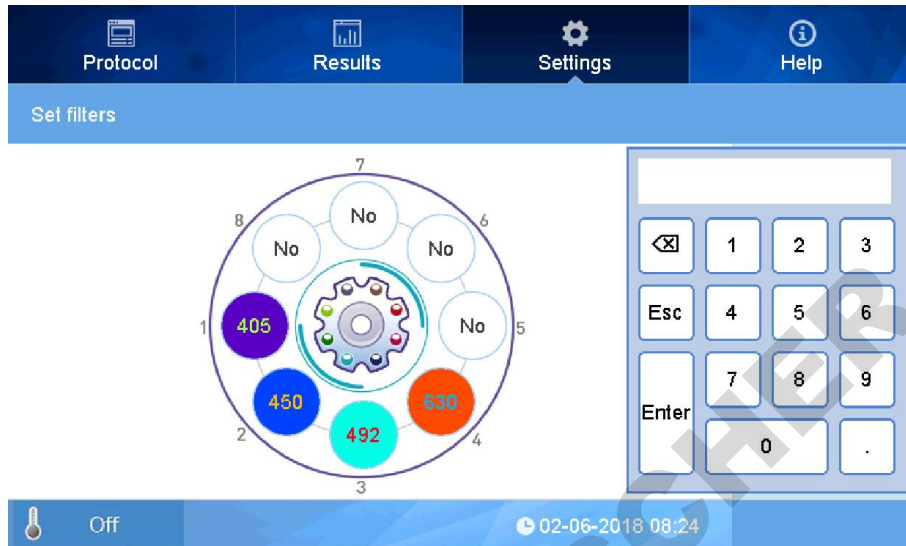 Protocol
Results
Settings
Help
Set filters
7
8
6
No
No
No
1
405
No
5
450
630
492
2
4
3
1
2
3
Esc
4
5
6
7
8
9
Enter
0
.
Off
02-06-2018 08:24
SCHER